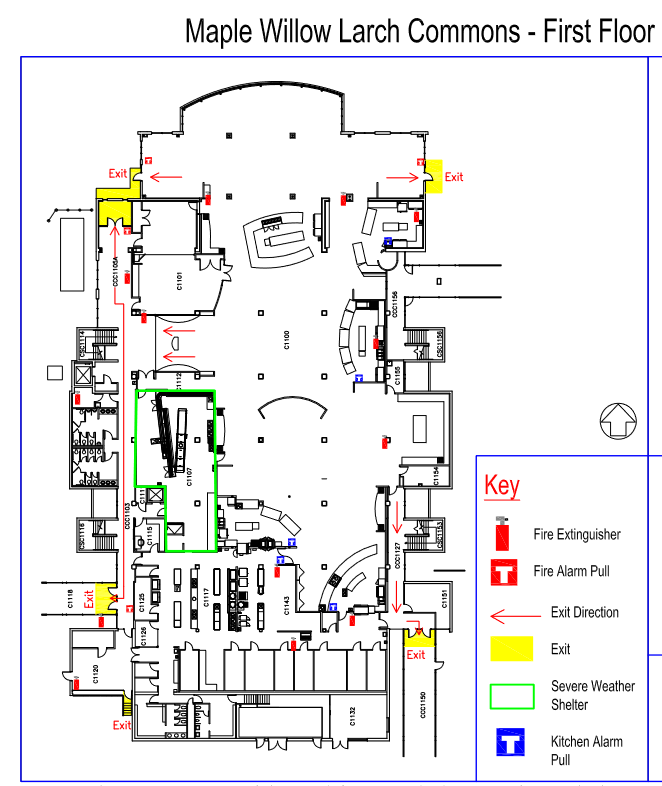 Maple Willow Larch Commons - First Floor
Exit
Exit
CCC1105A
C1101
CCC1156
CSC1114
C1100
CSC1158
C1155
C1112
C1107
C1154
C111
CCC1103
CSC1116
C1115
CSC1153
CCC1127
C1118
Exit
C1125
C1117
C1143
C1151
C1126
Exit
C1120
Exit
C1132
CCC1150
Key
Fire Extinguisher
Fire Alarm Pull
Exit Direction
Exit
Severe Weather
Shelter
Kitchen Alarm
Pull